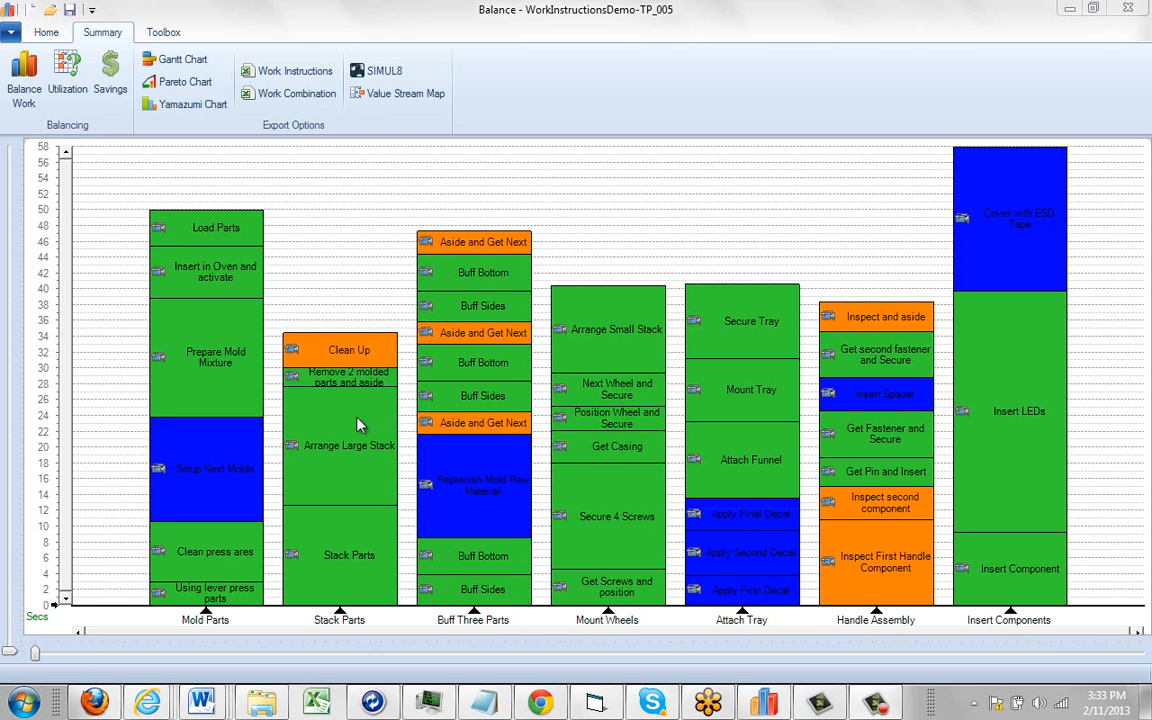 Balance - WorkInstructionsDemo-TP_005
Home Summary Toolbox
Balance Work
Utilization
Savings
Gantt Chart
Pareto Chart
Yamazumi Chart
Work Instructions
Work Combination
SIMUL8
Value Stream Map
Balancing
Export Options
58
56
54
52
50
48
46
44
42
40
38
36
34
32
30
28
26
24
22
20
18
16
14
12
10
8
6
4
2
0
Secs
Load Parts
Insert in Oven and
activate
Prepare Mold
Mixture
Setup Next Molds
Clean press ares
Using lever press
parts
Mold Parts
Clean Up
Remove 2 molded
parts and aside
Arrange Large Stack
Stack Parts
Stack Parts
Aside and Get Next
Buff Bottom
Buff Sides
Aside and Get Next
Buff Bottom
Buff Sides
Aside and Get Next
Replenish Mold Raw
Material
Buff Bottom
Buff Sides
Buff Three Parts
Arrange Small Stack
Next Wheel and
Secure
Position Wheel and
Secure
Get Casing
Secure 4 Screws
Get Screws and
position
Mount Wheels
Secure Tray
Mount Tray
Attach Funnel
Apply Final Decal
Apply Second Decal
Apply First Decal
Attach Tray
Inspect and aside
Get second fastener
and Secure
Insert Spacer
Get Fastener and
Secure
Get Pin and Insert
Inspect second
component
Inspect First Handle
Component
Handle Assembly
Cover with ESD
Tape
Insert LEDs
Insert Component
Insert Components
3:33 PM
2/11/2013